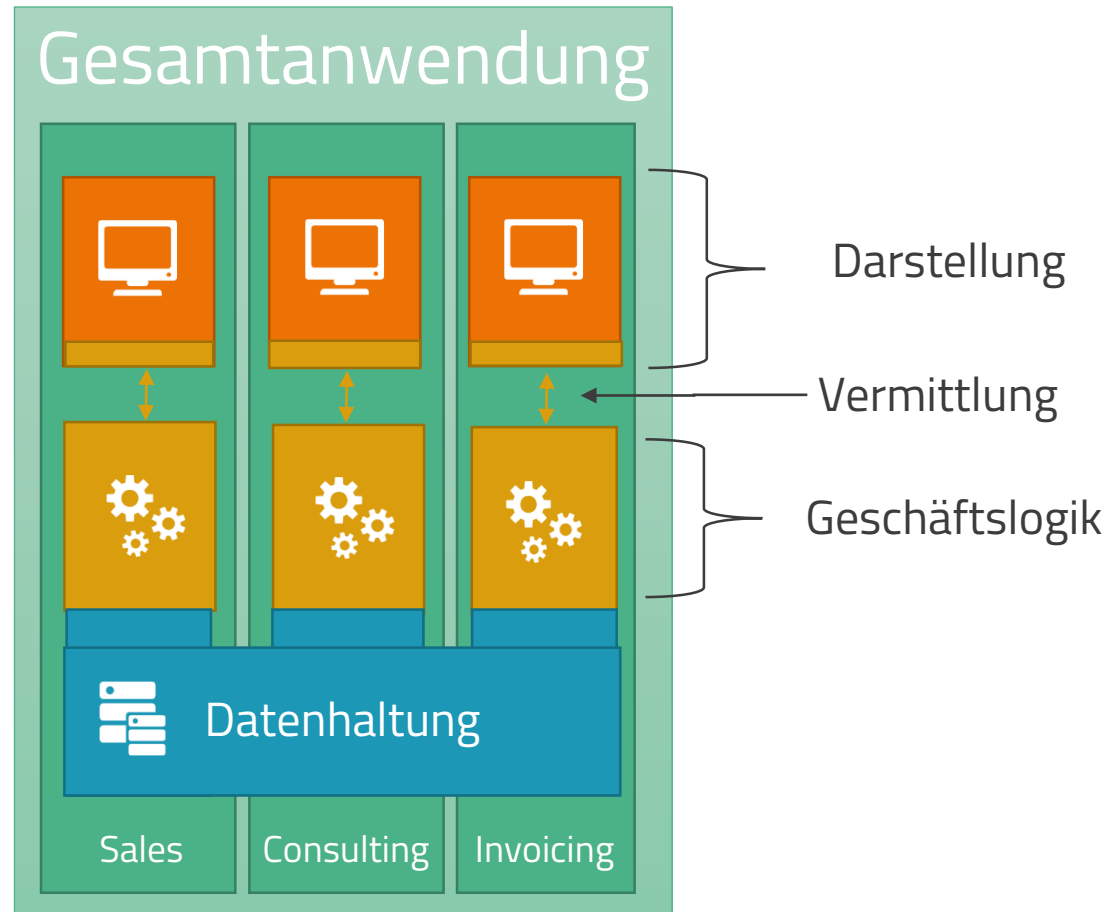 Gesamtanwendung
Darstellung
Vermittlung
Geschäftslogik
Datenhaltung
Sales
Consulting
Invoicing